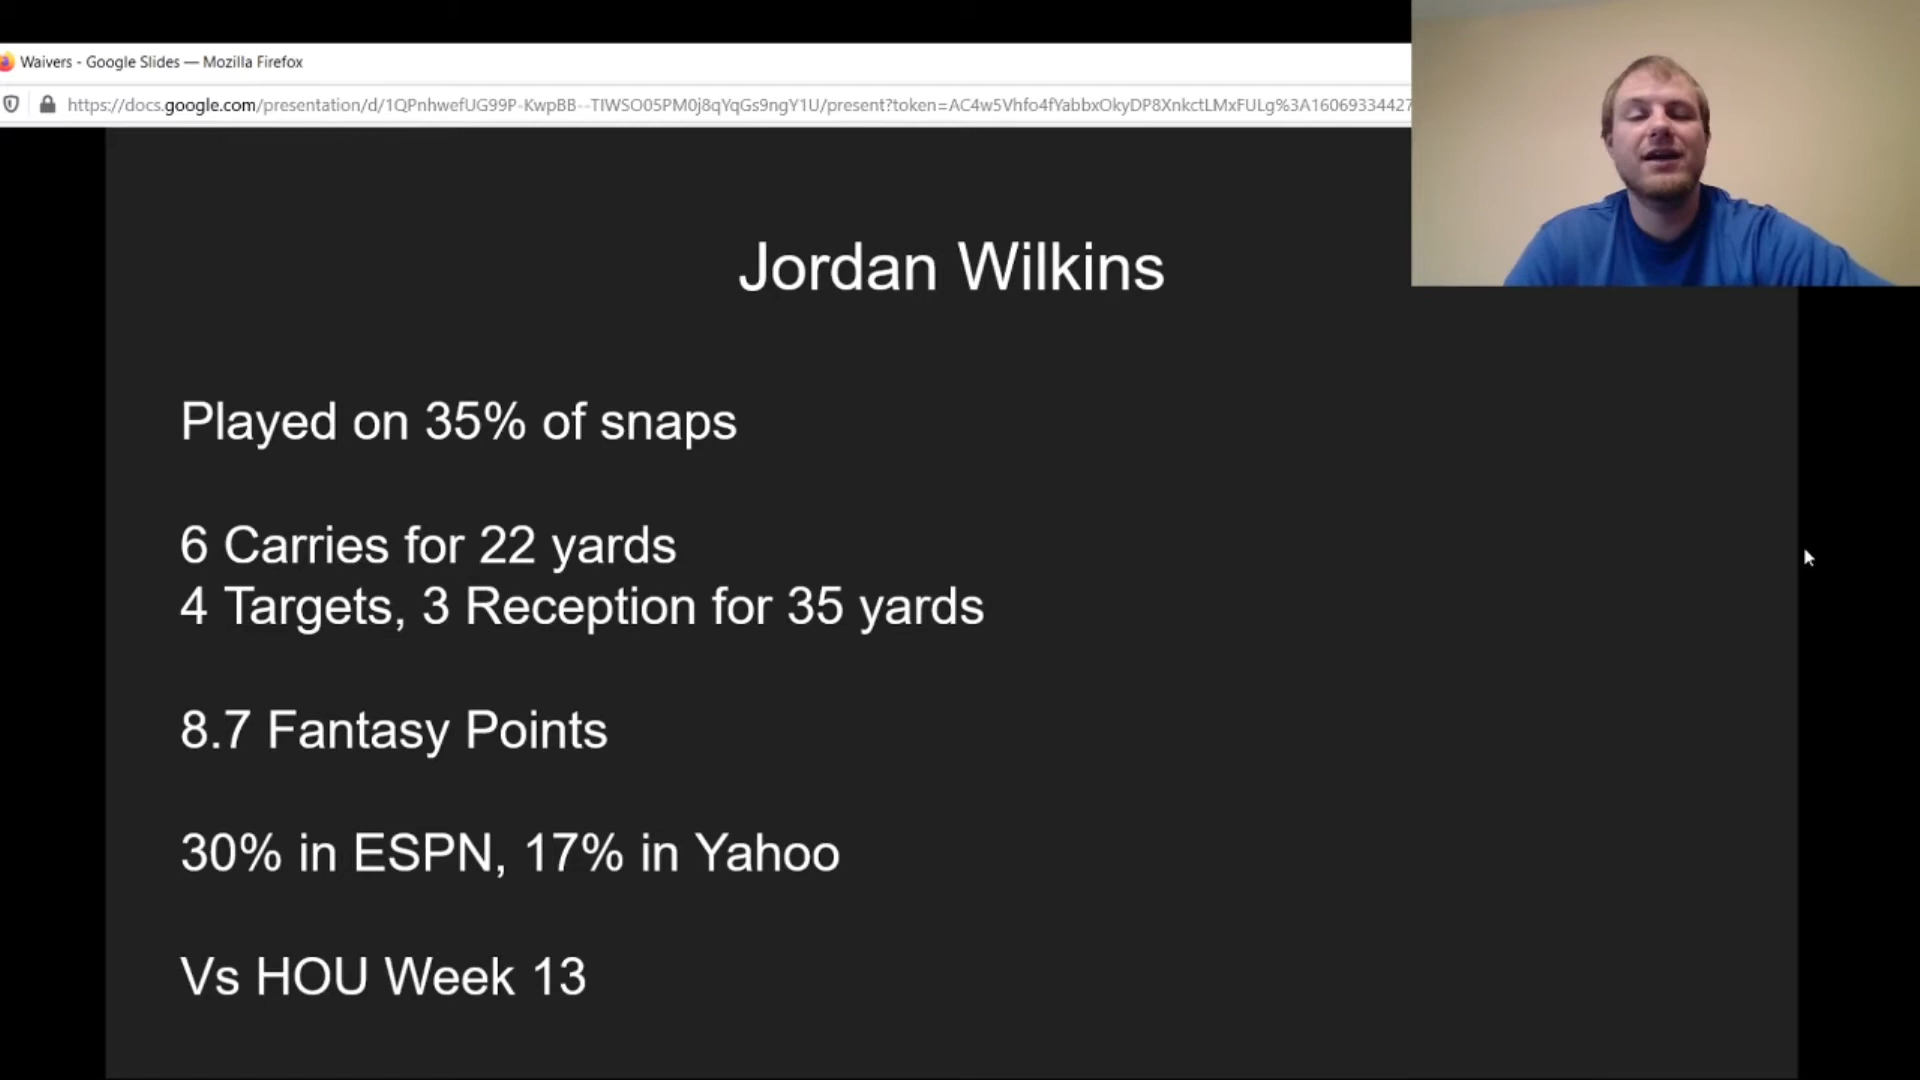 Waivers - Google Slides — Mozilla Firefox
https://docs.google.com/presentation/d/1QPnhwefUG99P-KwpBB--TIWSO05PM0j8qYqGs9ngY1U/present?token=AC4w5Vhfo4fYabbxOkyDP8XnkctLMxFULg%3A16069334427
Jordan Wilkins
Played on 35% of snaps
6 Carries for 22 yards
4 Targets, 3 Reception for 35 yards
8.7 Fantasy Points
30% in ESPN, 17% in Yahoo
Vs HOU Week 13